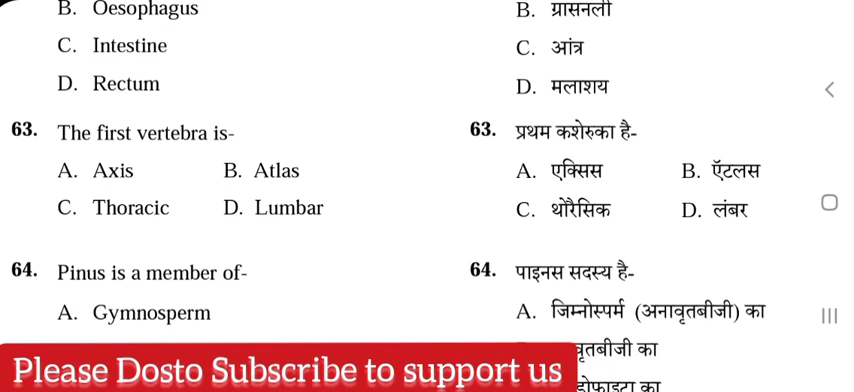 B. Oesophagus
C. Intestine
D. Rectum
63. The first vertebra is-
A. Axis B. Atlas
C. Thoracic D. Lumbar
64. Pinus is a member of-
A. Gymnosperm
B. ग्रासनली
C. आंत्र
D. मलाशय
63. प्रथम कशेरुका है-
A. एक्सिस B. ऍटलस
C. थोरैसिक D. लंबर
64. पाइनस सदस्य है-
A. जिम्नोस्पर्म (अनावृतबीजी) का
का
का
Please Dosto Subscribe to support us